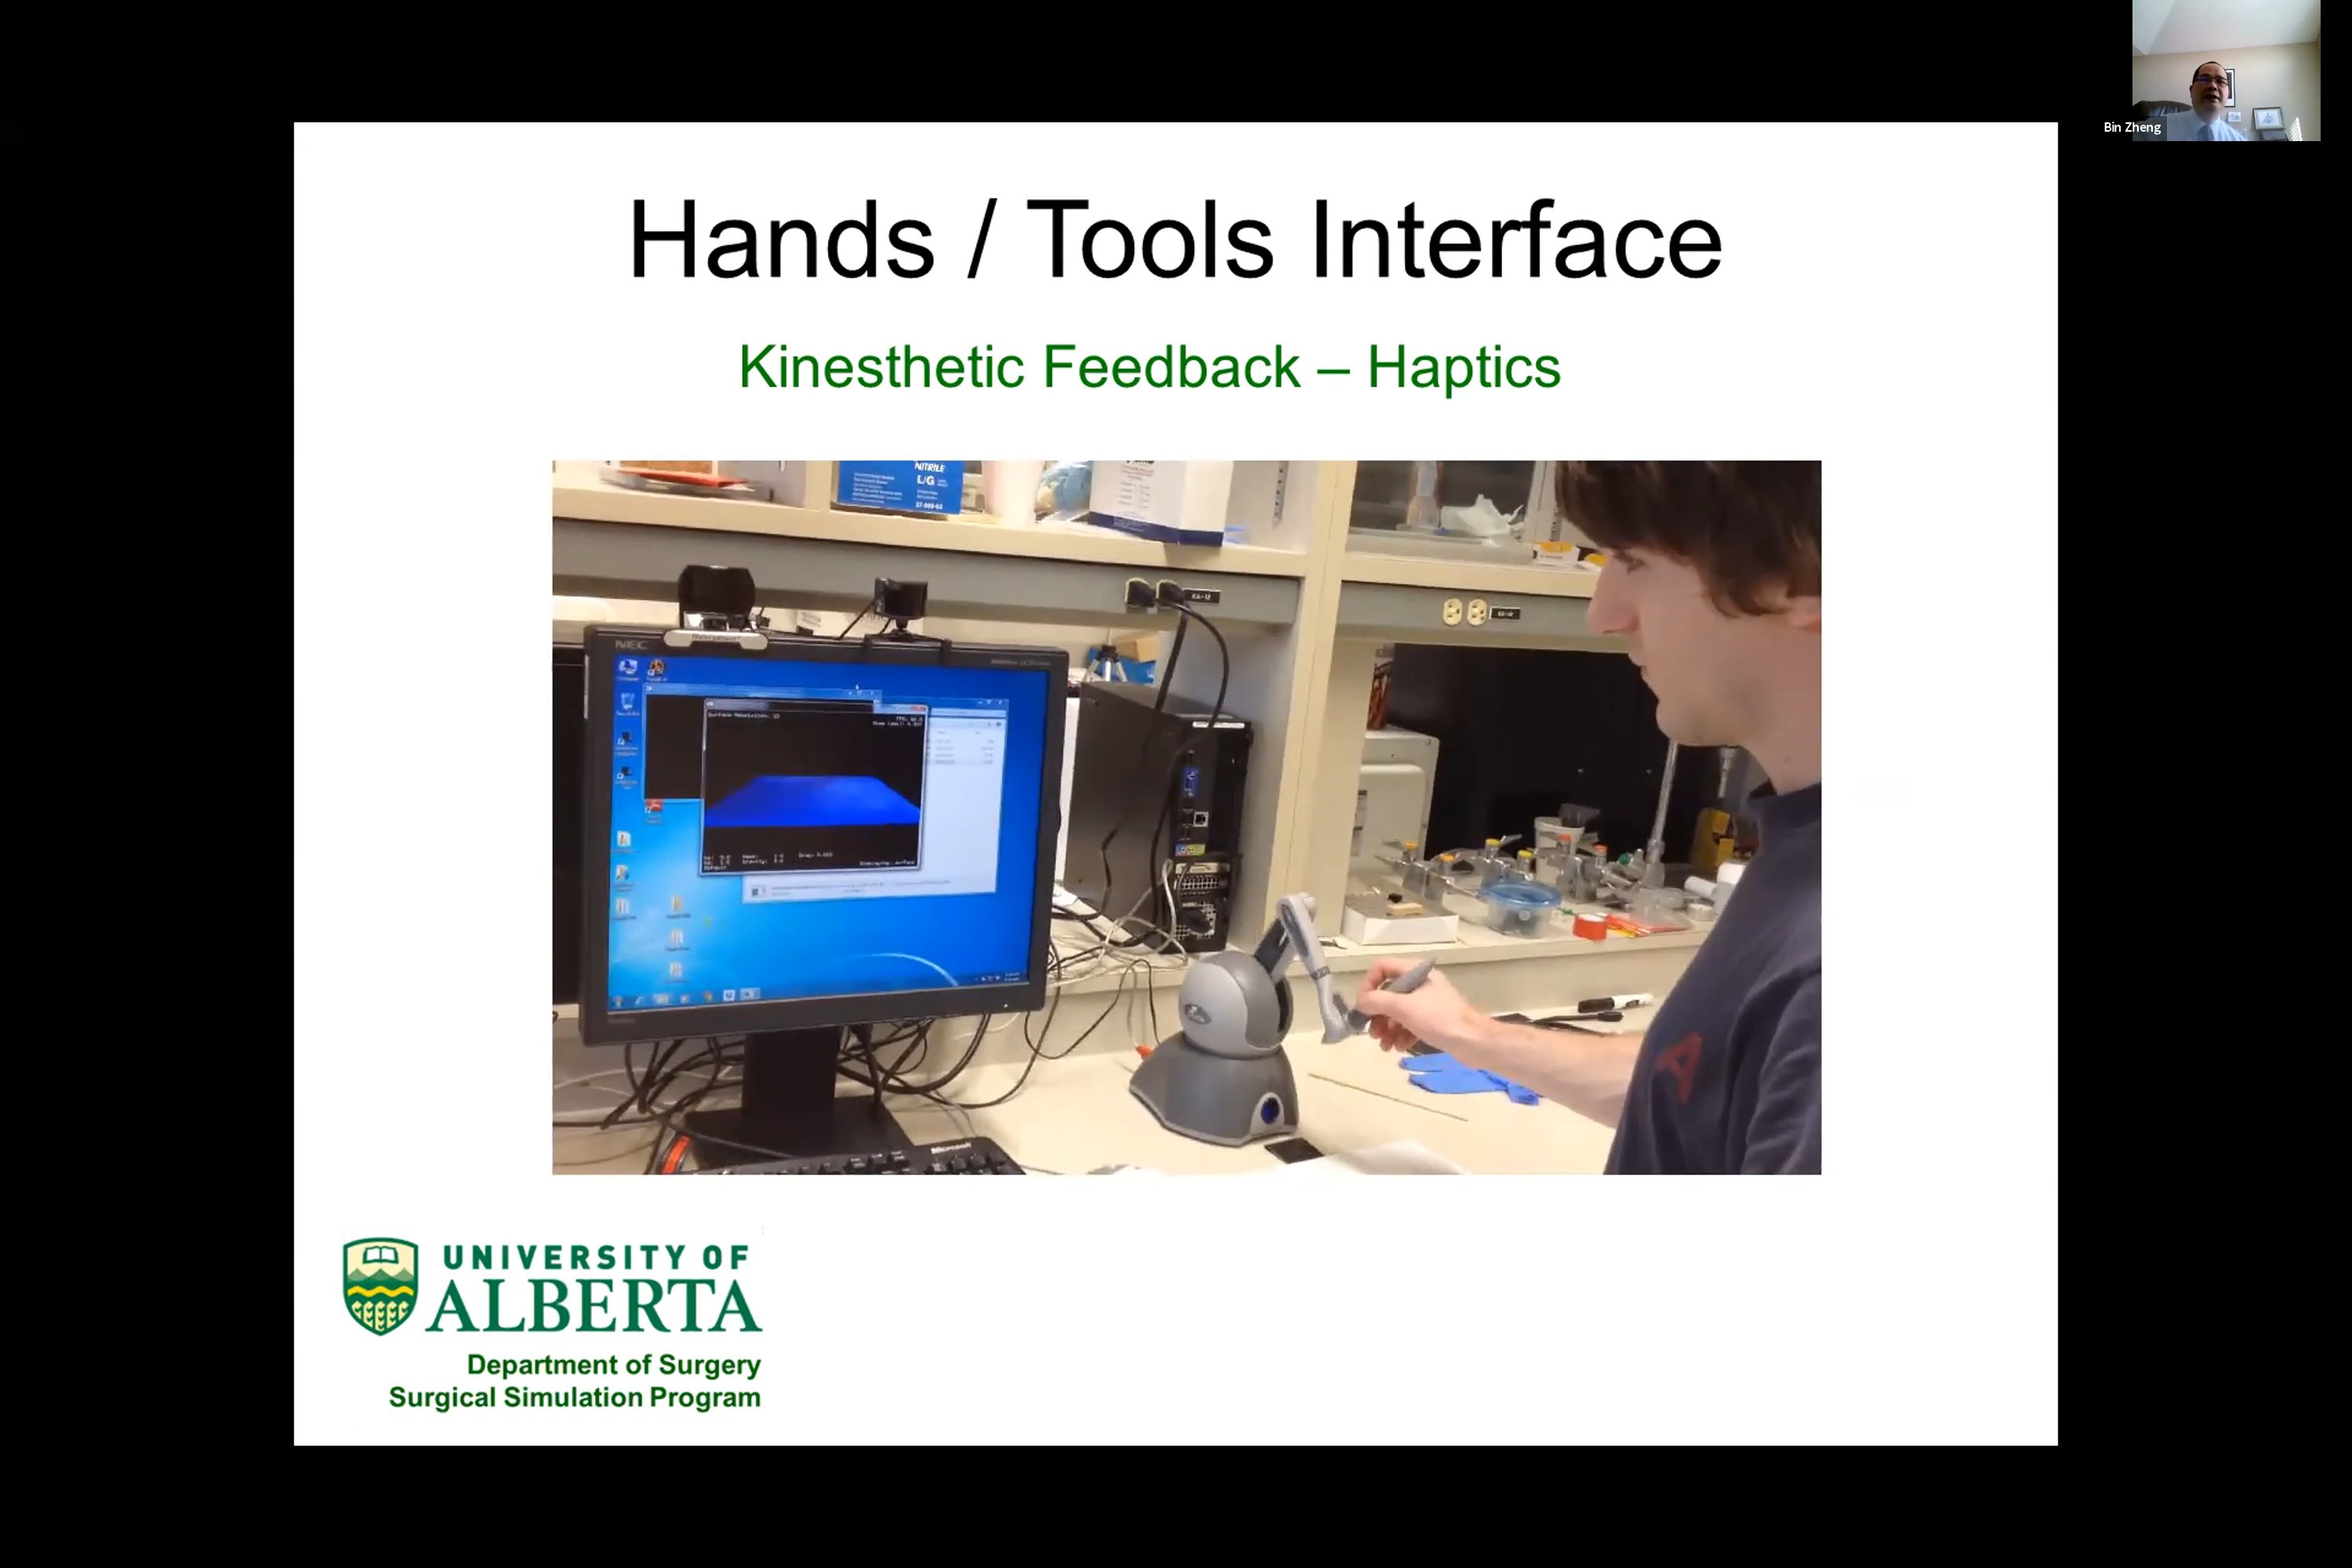 Bin Zheng
Hands / Tools Interface
Kinesthetic Feedback – Haptics
NITRILE
L/G
NEC
Microsoft
UNIVERSITY OF
ALBERTA
Department of Surgery
Surgical Simulation Program